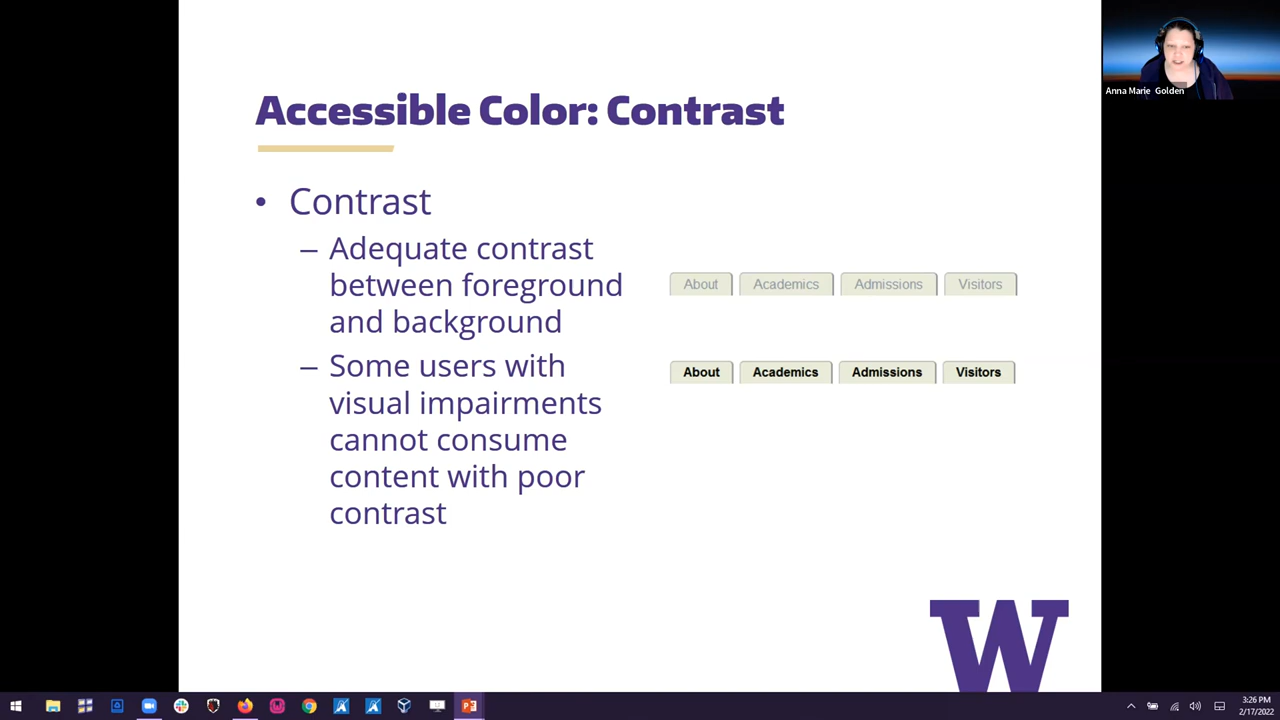 Accessible Color: Contrast
• Contrast
– Adequate contrast
between foreground
and background
– Some users with
visual impairments
cannot consume
content with poor
contrast
About Academics Admissions Visitors
About Academics Admissions Visitors
W
Anna Marie Golden
3:26 PM
2/17/2022